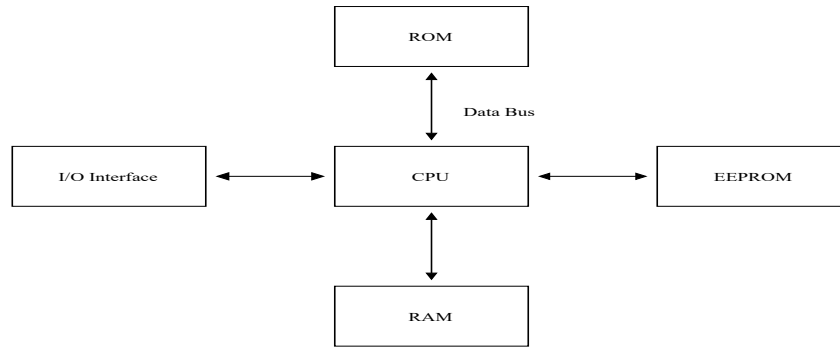 ROM
Data Bus
I/O Interface
CPU
EEPROM
RAM